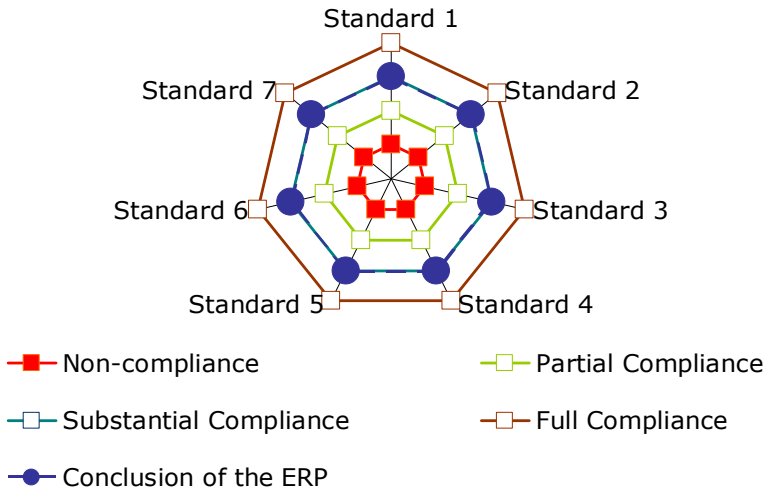 Standard 1
Standard 7
Standard 2
Standard 6
Standard 3
Standard 5
Standard 4
Non-compliance
Partial Compliance
Substantial Compliance
Full Compliance
Conclusion of the ERP